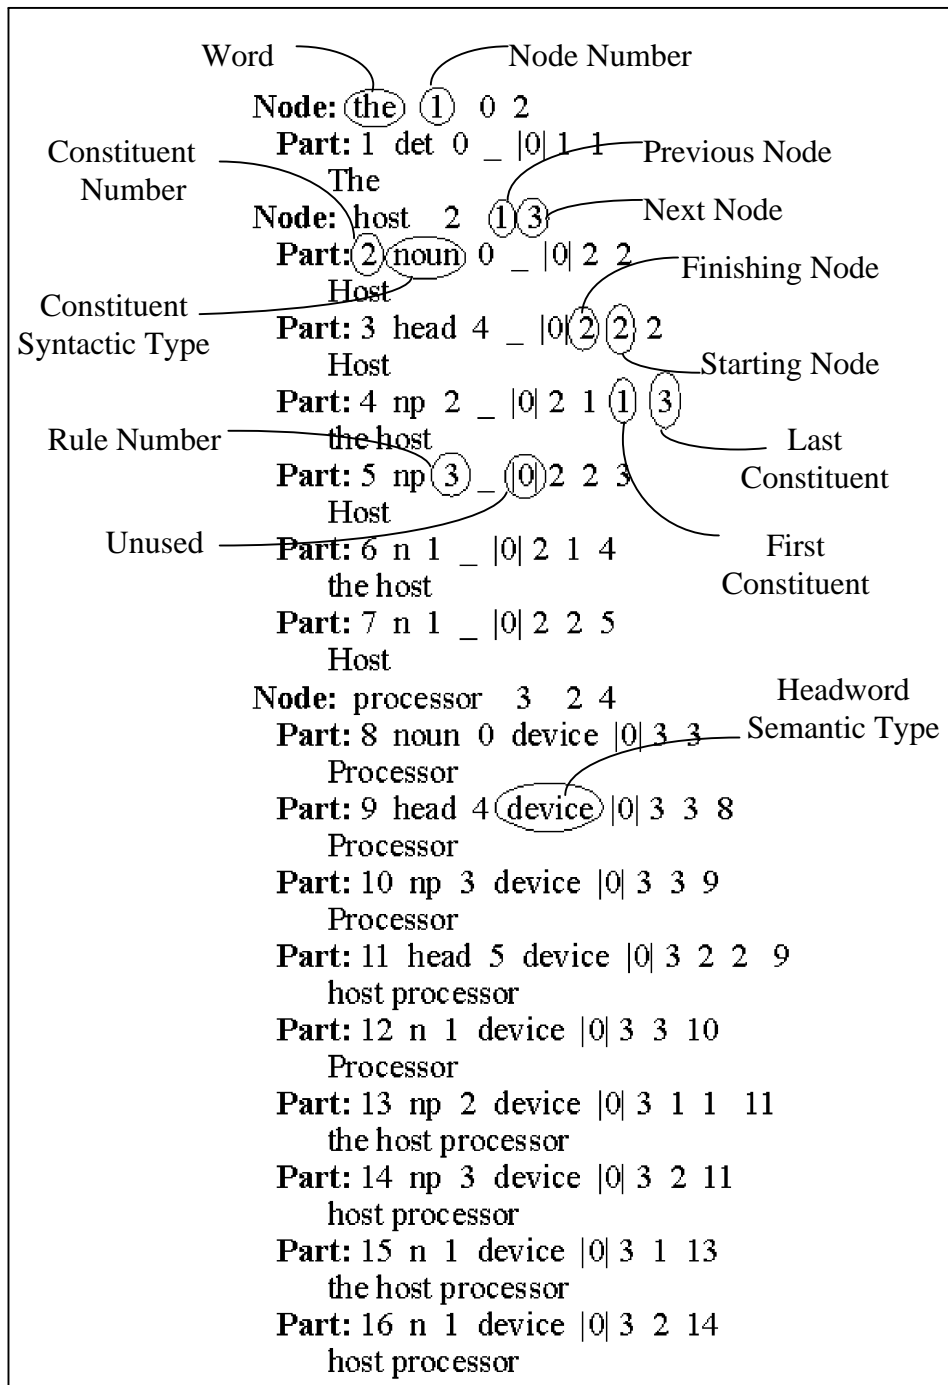 Word
Node Number
Node: the 1 0 2
Part: 1 det 0 _ |0| 1 1
Constituent
Number
Previous Node
The
Node: host 2 1 3
Next Node
Part: 2 noun 0 _ |0| 2 2
Finishing Node
Host
Constituent
Syntactic Type
Part: 3 head 4 _ |0| 2 2 2
Host
Starting Node
Part: 4 np 2 _ |0| 2 1 1 3
the host
Rule Number
Last
Constituent
Part: 5 np 3 _ |0| 2 2 3
Host
Unused
Part: 6 n 1 _ |0| 2 1 4
First
Constituent
the host
Part: 7 n 1 _ |0| 2 2 5
Host
Node: processor 3 2 4
Headword
Semantic Type
Part: 8 noun 0 device |0| 3 3
Processor
Part: 9 head 4 device |0| 3 3 8
Processor
Part: 10 np 3 device |0| 3 3 9
Processor
Part: 11 head 5 device |0| 3 2 2 9
host processor
Part: 12 n 1 device |0| 3 3 10
Processor
Part: 13 np 2 device |0| 3 1 1 11
the host processor
Part: 14 np 3 device |0| 3 2 11
host processor
Part: 15 n 1 device |0| 3 1 13
the host processor
Part: 16 n 1 device |0| 3 2 14
host processor